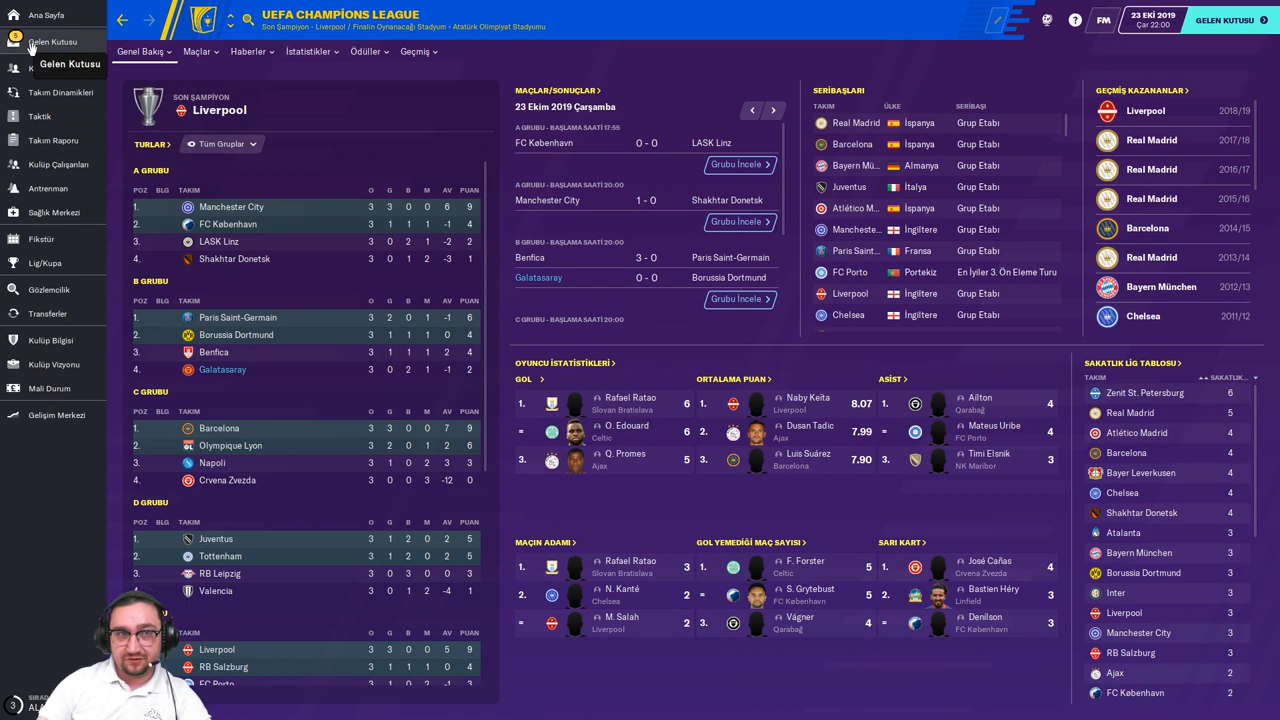 Ana Sayfa
5
Gelen Kutusu
Gelen Kutusu
K
Takım Dinamikleri
Taktik
Takım Raporu
Kulüp Çalışanları
Antrenman
Sağlık Merkezi
Fikstür
Lig/Kupa
Gözlemcilik
Transferler
Kulüp Bilgisi
Kulüp Vizyonu
Mali Durum
Gelişim Merkezi
3
UEFA CHAMPIONS LEAGUE
Son Şampiyon - Liverpool / Finalin Oynanacağı Stadyum - Atatürk Olimpiyat Stadyumu
FM
23 EKİ 2019
Çar 22:00
GELEN KUTUSU
Genel Bakış Maçlar Haberler İstatistikler Ödüller Geçmiş
SON ŞAMPİYON
Liverpool
TURLAR Tüm Gruplar
A GRUBU
POZ BLG TAKIM O G B M AV PUAN
1. Manchester City 3 3 0 0 6 9
2. FC København 3 1 1 1 -1 4
3. LASK Linz 3 0 2 1 -2 2
4. Shakhtar Donetsk 3 0 1 2 -3 1
B GRUBU
POZ BLG TAKIM O G B M AV PUAN
1. Paris Saint-Germain 3 2 0 1 -1 6
2. Borussia Dortmund 3 1 1 1 0 4
3. Benfica 3 1 1 1 2 4
4. Galatasaray 3 0 2 1 -1 2
C GRUBU
POZ BLG TAKIM O G B M AV PUAN
1. Barcelona 3 3 0 0 7 9
2. Olympique Lyon 3 2 0 1 2 6
3. Napoli 3 1 0 2 3 3
4. Crvena Zvezda 3 0 0 3 -12 0
D GRUBU
POZ BLG TAKIM O G B M AV PUAN
1. Juventus 3 1 2 0 2 5
2. Tottenham 3 1 2 0 2 5
3. RB Leipzig 3 0 3 0 0 3
4. Valencia 3 0 1 2 -4 1
TAKIM O G B M AV PUAN
Liverpool 3 3 0 0 5 9
RB Salzburg 3 1 1 1 0 4
FC Porto 3 1 0 2 -1 3
MAÇLAR/SONUÇLAR
23 Ekim 2019 Çarşamba
A GRUBU - BAŞLAMA SAATİ 17:55
FC København 0 - 0 LASK Linz
Grubu İncele
A GRUBU - BAŞLAMA SAATİ 20:00
Manchester City 1 - 0 Shakhtar Donetsk
Grubu İncele
B GRUBU - BAŞLAMA SAATİ 20:00
Benfica 3 - 0 Paris Saint-Germain
Galatasaray 0 - 0 Borussia Dortmund
Grubu İncele
C GRUBU - BAŞLAMA SAATİ 20:00
SERİBAŞLARI
TAKIM ÜLKE SERİBAŞI
Real Madrid İspanya Grup Etabı
Barcelona İspanya Grup Etabı
Bayern Mü... Almanya Grup Etabı
Juventus İtalya Grup Etabı
Atlético M... İspanya Grup Etabı
Mancheste... İngiltere Grup Etabı
Paris Saint... Fransa Grup Etabı
FC Porto Portekiz En İyiler 3. Ön Eleme Turu
Liverpool İngiltere Grup Etabı
Chelsea İngiltere Grup Etabı
GEÇMİŞ KAZANANLAR
Liverpool 2018/19
Real Madrid 2017/18
Real Madrid 2016/17
Real Madrid 2015/16
Barcelona 2014/15
Real Madrid 2013/14
Bayern München 2012/13
Chelsea 2011/12
OYUNCU İSTATİSTİKLERİ
GOL
1. Rafael Ratao 6
Slovan Bratislava
= O. Edouard 6
Celtic
3. Q. Promes 5
Ajax
ORTALAMA PUAN
1. Naby Keïta 8.07
Liverpool
2. Dusan Tadic 7.99
Ajax
3. Luis Suárez 7.90
Barcelona
ASİST
1. Aílton 4
Qarabağ
= Mateus Uribe 4
FC Porto
3. Timi Elsnik 3
NK Maribor
MAÇIN ADAMI
1. Rafael Ratao 3
Slovan Bratislava
2. N. Kanté 2
Chelsea
= M. Salah 2
Liverpool
GOL YEMEDİĞİ MAÇ SAYISI
1. F. Forster 5
Celtic
= S. Grytebust 5
FC København
3. Vágner 4
Qarabağ
SARI KART
1. José Cañas 4
Crvena Zvezda
2. Bastien Héry 3
Linfield
= Denílson 3
FC København
SAKATLIK LİG TABLOSU
TAKIM SAKATLIK...
Zenit St. Petersburg 6
Real Madrid 5
Atlético Madrid 4
Barcelona 4
Bayer Leverkusen 4
Chelsea 4
Shakhtar Donetsk 4
Atalanta 3
Bayern München 3
Borussia Dortmund 3
Inter 3
Liverpool 3
Manchester City 3
RB Salzburg 3
Ajax 2
FC København 2